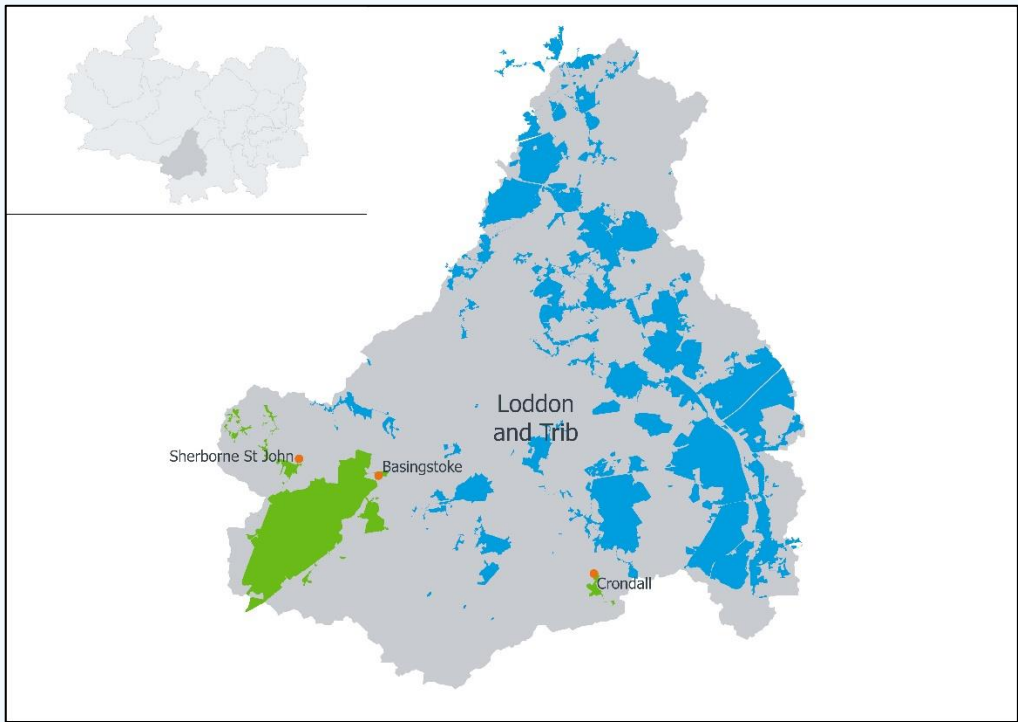 Loddon
and Trib
Sherborne St John
Basingstoke
Crondall